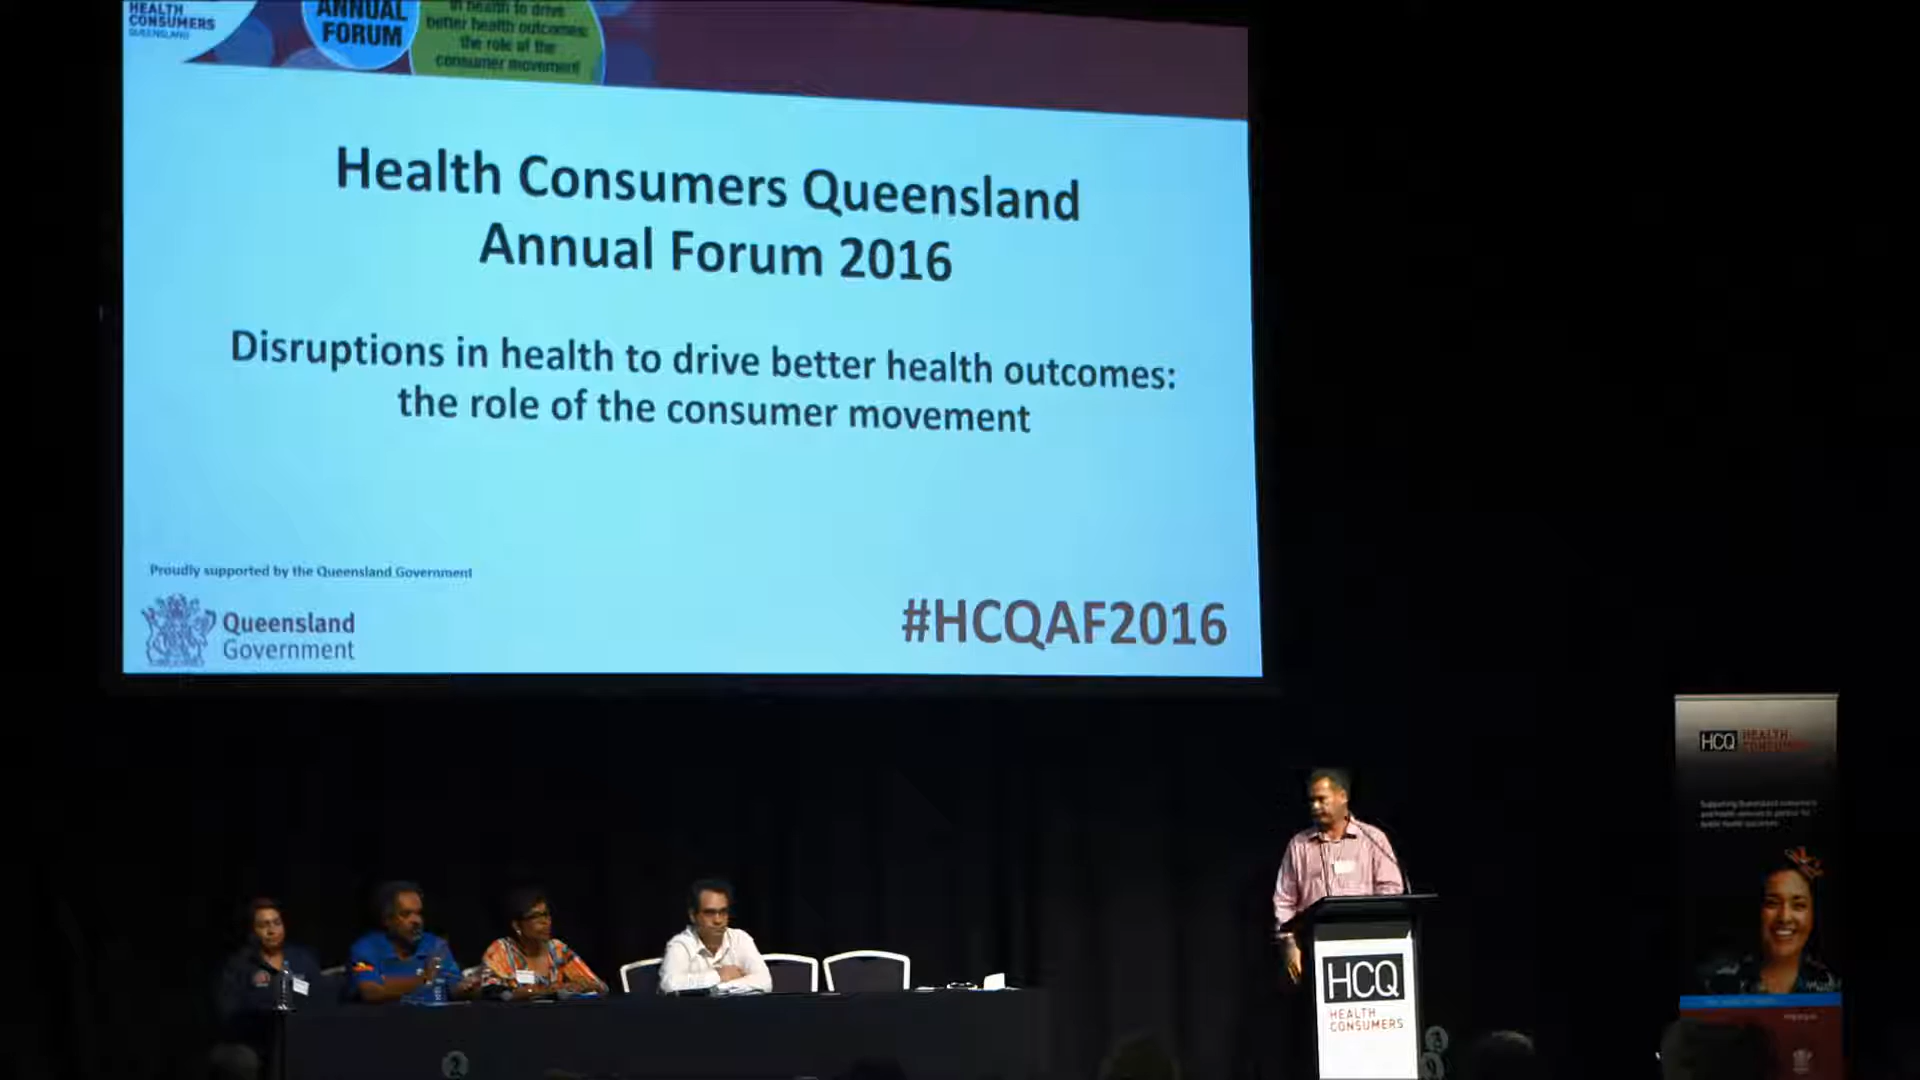 HEALTH
CONSUMERS
QUEENSLAND
ANNUAL
FORUM
in health to drive
better health outcomes:
the role of the
consumer movement
Health Consumers Queensland
Annual Forum 2016
Disruptions in health to drive better health outcomes:
the role of the consumer movement
Proudly supported by the Queensland Government
Queensland
Government
#HCQAF2016
HCQ
HEALTH
CONSUMERS
HCQ
HEALTH
CONSUMERS